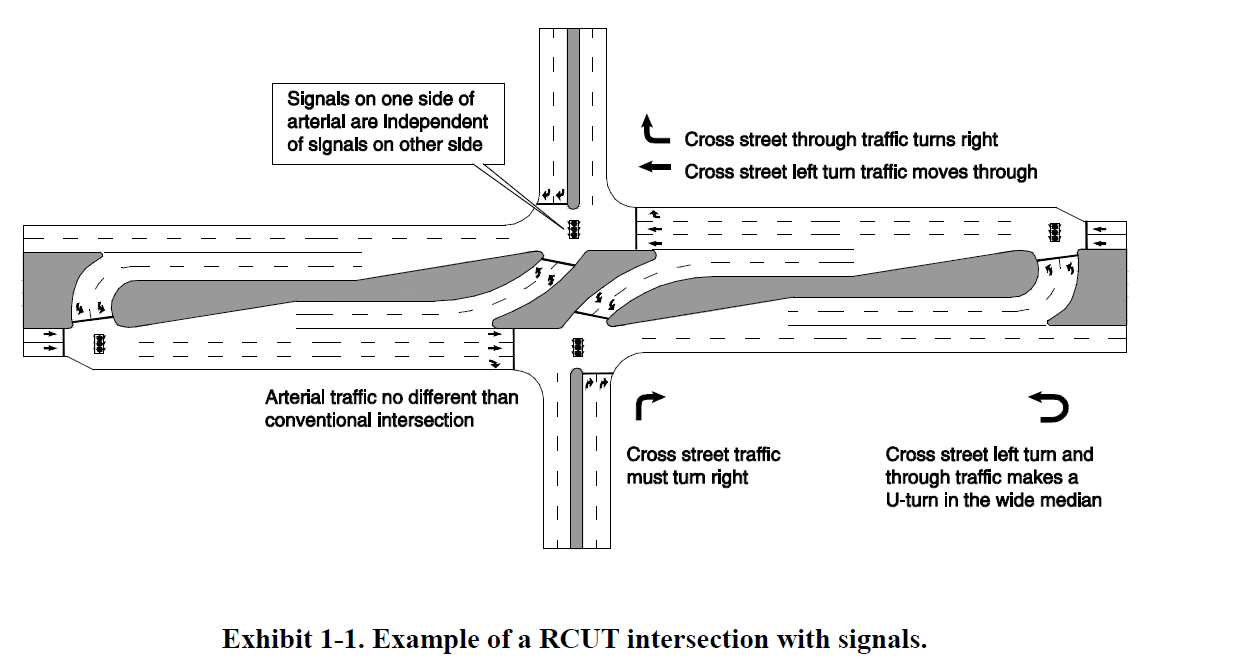 Signals on one side of
arterial are independent
of signals on other side
Cross street through traffic turns right
Cross street left turn traffic moves through
Arterial traffic no different than
conventional intersection
Cross street traffic
must turn right
Cross street left turn and
through traffic makes a
U-turn in the wide median
Exhibit 1-1. Example of a RCUT intersection with signals.